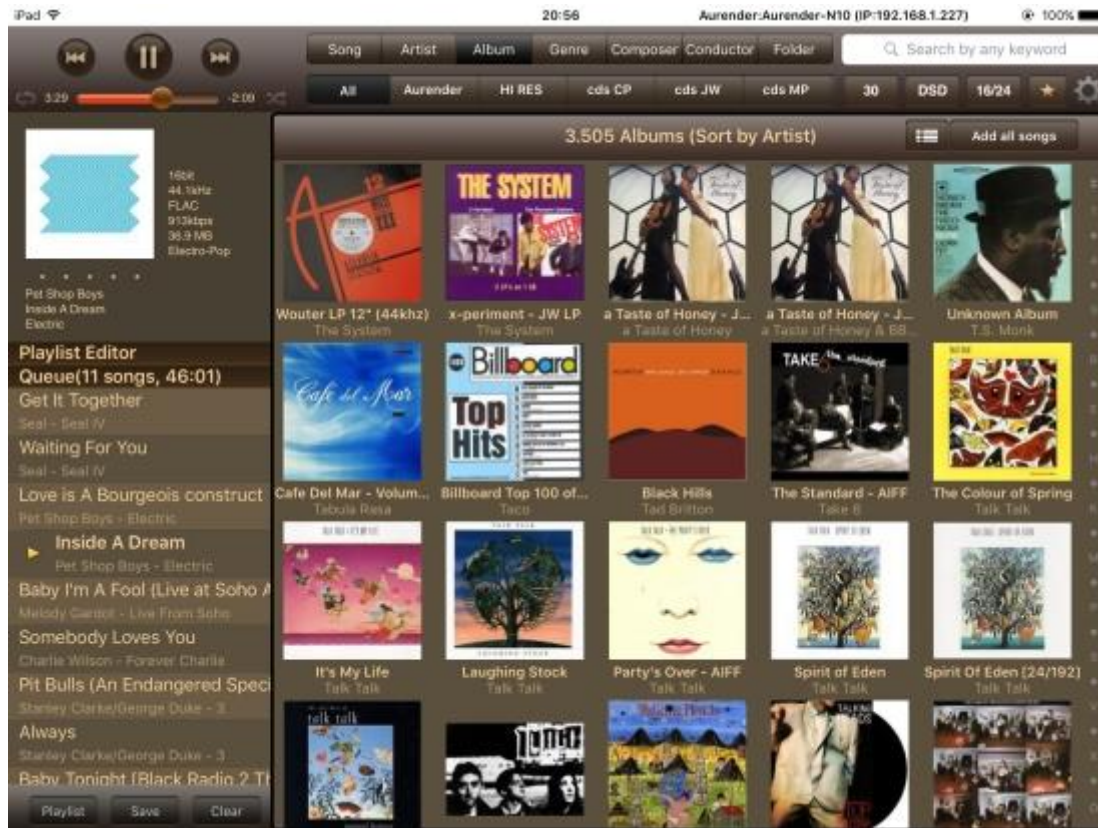 iPad
20:56
Aurender:Aurender-N10 (IP:192.168.1.227)
100%
Song Artist Album Genre Composer Conductor Folder
Search by any keyword
3:29
-2:09
All Aurender HI RES cds CP cds JW cds MP 30 DSD 16/24
3,505 Albums (Sort by Artist)
Add all songs
16bit
44.1kHz
FLAC
913kbps
36.9 MB
Electro-Pop
Pet Shop Boys
Inside A Dream
Electric
Playlist Editor
Queue(11 songs, 46:01)
Get It Together
Seal - Seal IV
Waiting For You
Seal - Seal IV
Love is A Bourgeois construct
Pet Shop Boys - Electric
Inside A Dream
Pet Shop Boys - Electric
Baby I'm A Fool (Live at Soho A
Melody Gardot - Live From Soho
Somebody Loves You
Charlie Wilson - Forever Charlie
Pit Bulls (An Endangered Speci
Stanley Clarke/George Duke - 3
Always
Stanley Clarke/George Duke - 3
Baby Tonight (Black Radio 2 Th
Playlist Save Clear
12
THE SYSTEM
a Taste of Honey
a Taste of Honey
Wouter LP 12" (44khz)
The System
x-periment - JW LP
The System
a Taste of Honey - J...
a Taste of Honey
a Taste of Honey - J...
a Taste of Honey & BB...
Unknown Album
T.S. Monk
Cafe del Mar
Billboard
Top
Hits
TAKE 6 the standard
Cafe Del Mar - Volum...
Tabula Rasa
Billboard Top 100 of...
Taco
Black Hills
Tad Britton
The Standard - AIFF
Take 6
The Colour of Spring
Talk Talk
It's My Life
Talk Talk
Laughing Stock
Talk Talk
Party's Over - AIFF
Talk Talk
Spirit of Eden
Talk Talk
Spirit Of Eden [24/192]
Talk Talk
talk talk
TALKING HEADS